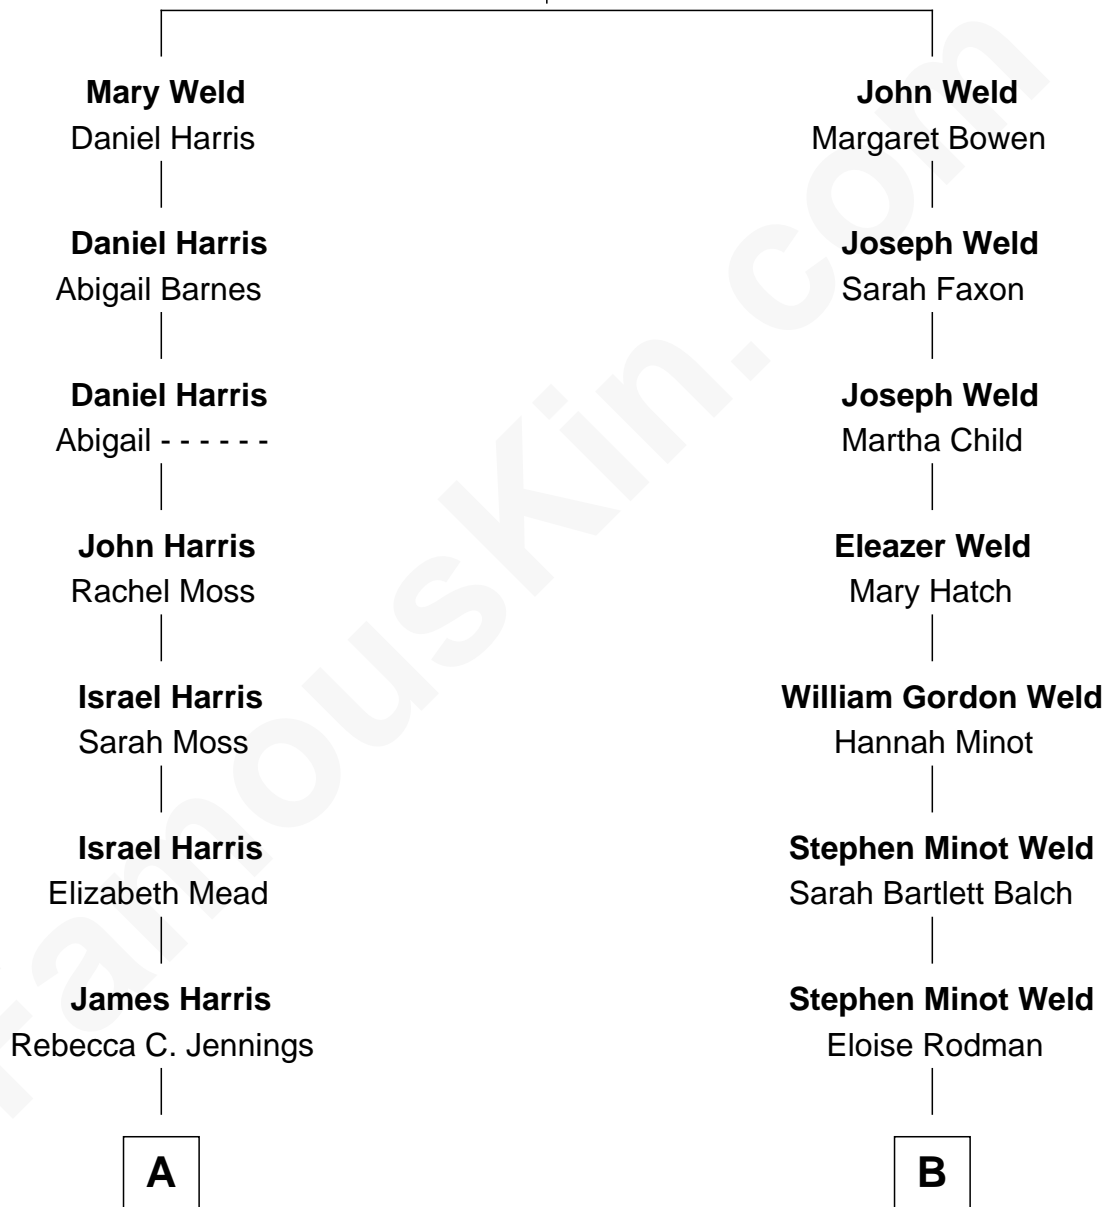 Mary Weld
Daniel Harris
Daniel Harris
Abigail Barnes
Daniel Harris
Abigail - - - - - -
John Harris
Rachel Moss
Israel Harris
Sarah Moss
Israel Harris
Elizabeth Mead
James Harris
Rebecca C. Jennings
A
John Weld
Margaret Bowen
Joseph Weld
Sarah Faxon
Joseph Weld
Martha Child
Eleazer Weld
Mary Hatch
William Gordon Weld
Hannah Minot
Stephen Minot Weld
Sarah Bartlett Balch
Stephen Minot Weld
Eloise Rodman
B
FamousKin.com